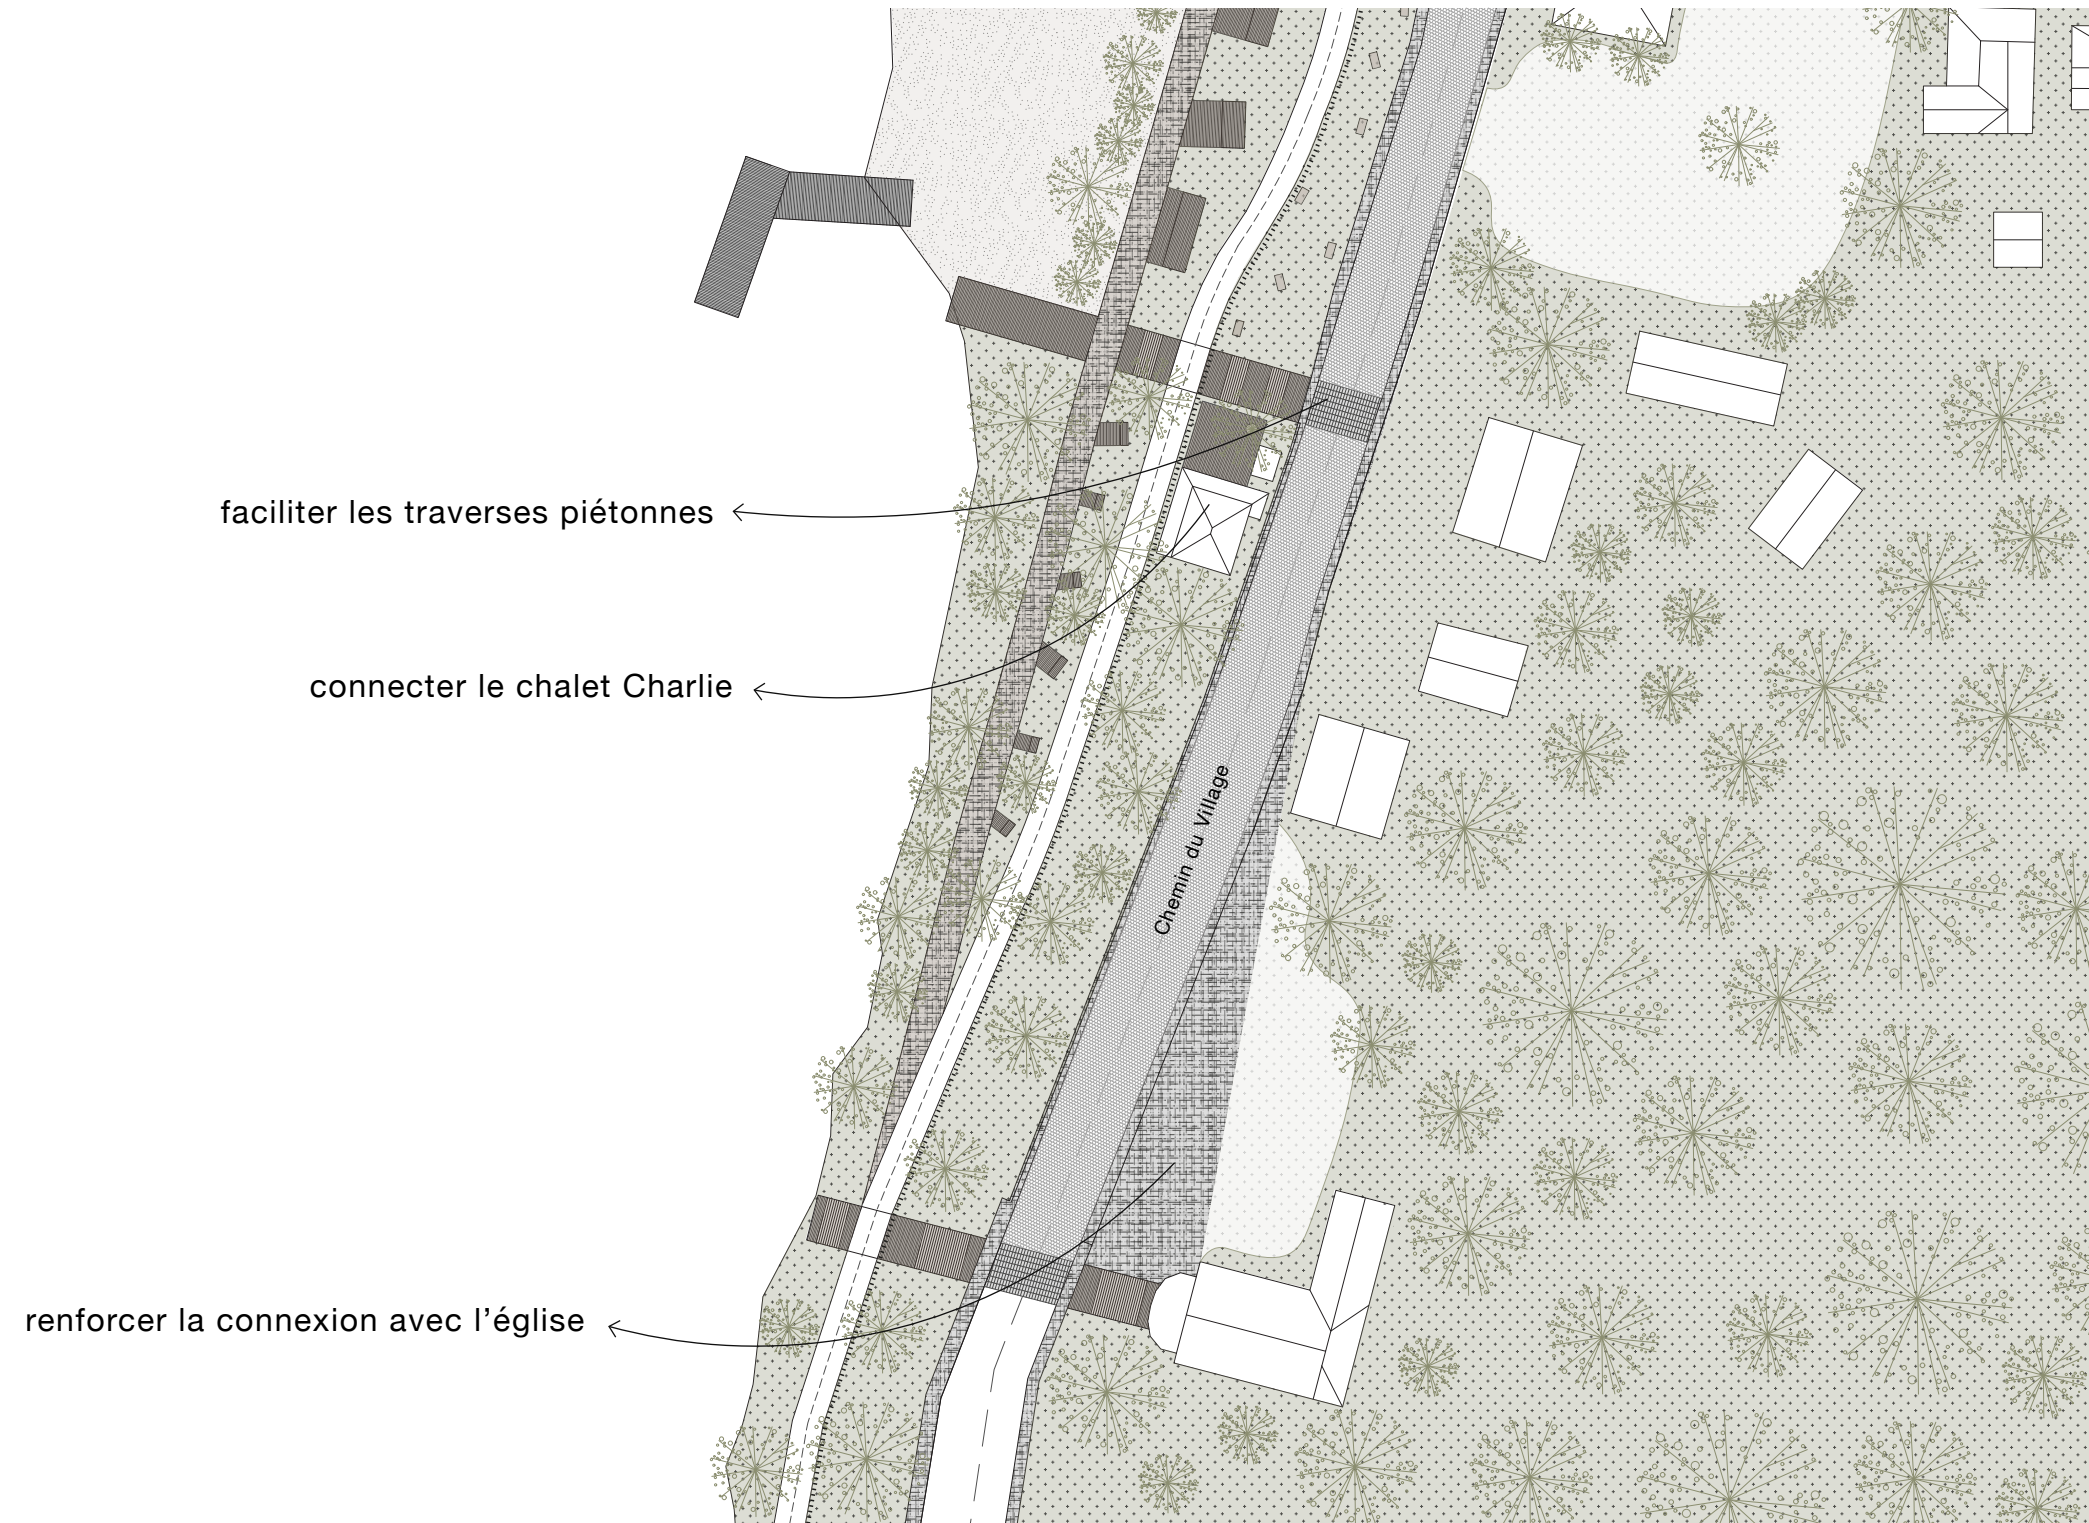 faciliter les traverses piétonnes
connecter le chalet Charlie
Chemin du Village
renforcer la connexion avec l’église